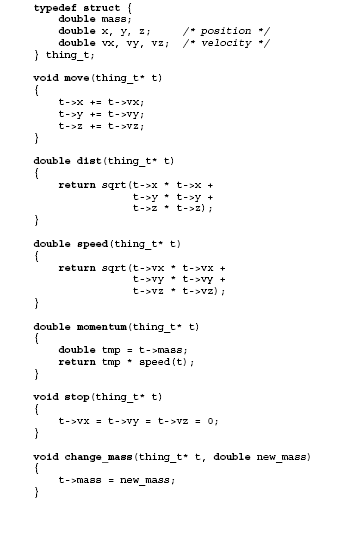 typedef struct {
    double mass;
    double x, y, z;     /* position */
    double vx, vy, vz;  /* velocity */
} thing_t;

void move(thing_t* t)
{
    t->x += t->vx;
    t->y += t->vy;
    t->z += t->vz;
}

double dist(thing_t* t)
{
    return sqrt(t->x * t->x +
                t->y * t->y +
                t->z * t->z);
}

double speed(thing_t* t)
{
    return sqrt(t->vx * t->vx +
                t->vy * t->vy +
                t->vz * t->vz);
}

double momentum(thing_t* t)
{
    double tmp = t->mass;
    return tmp * speed(t);
}

void stop(thing_t* t)
{
    t->vx = t->vy = t->vz = 0;
}

void change_mass(thing_t* t, double new_mass)
{
    t->mass = new_mass;
}